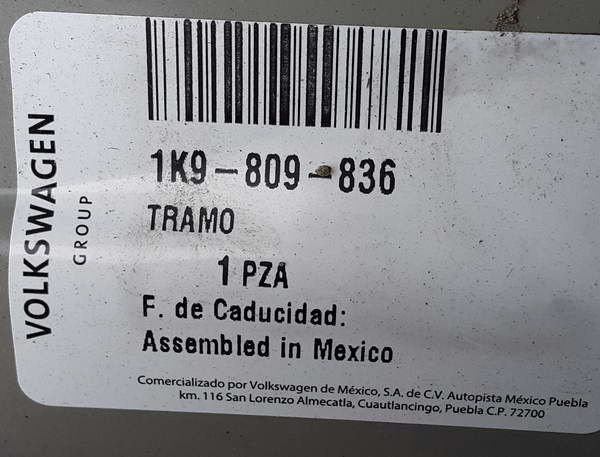 VOLKSWAGEN
GROUP
1K9-809-836
TRAMO
1 PZA
F. de Caducidad:
Assembled in Mexico
Comercializado por Volkswagen de México, S.A. de C.V. Autopista México Puebla
km. 116 San Lorenzo Almecatla, Cuautlancingo, Puebla C.P. 72700